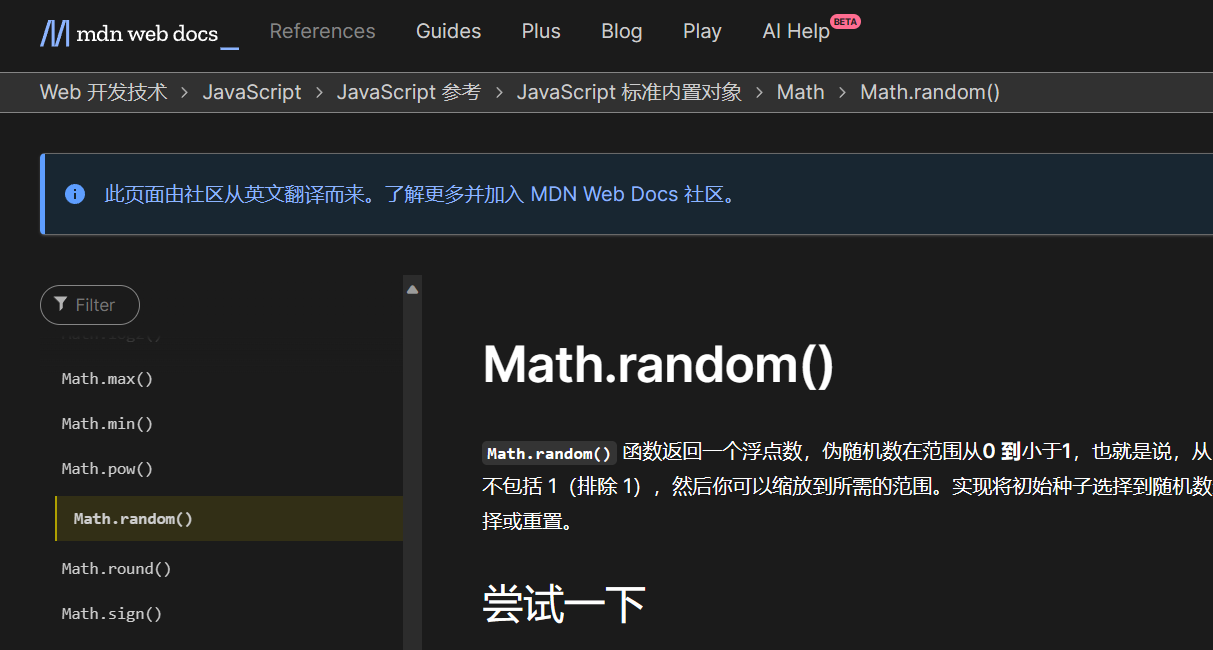 mdn web docs_ References Guides Plus Blog Play AI Help BETA
Web 开发技术 > JavaScript > JavaScript 参考 > JavaScript 标准内置对象 > Math > Math.random()
此页面由社区从英文翻译而来。了解更多并加入 MDN Web Docs 社区。
Filter
Math.max()
Math.min()
Math.pow()
Math.random()
Math.round()
Math.sign()
Math.random()
Math.random() 函数返回一个浮点数，伪随机数在范围从0 到小于1，也就是说，从
不包括 1（排除 1），然后你可以缩放到所需的范围。实现将初始种子选择到随机数
择或重置。
尝试一下